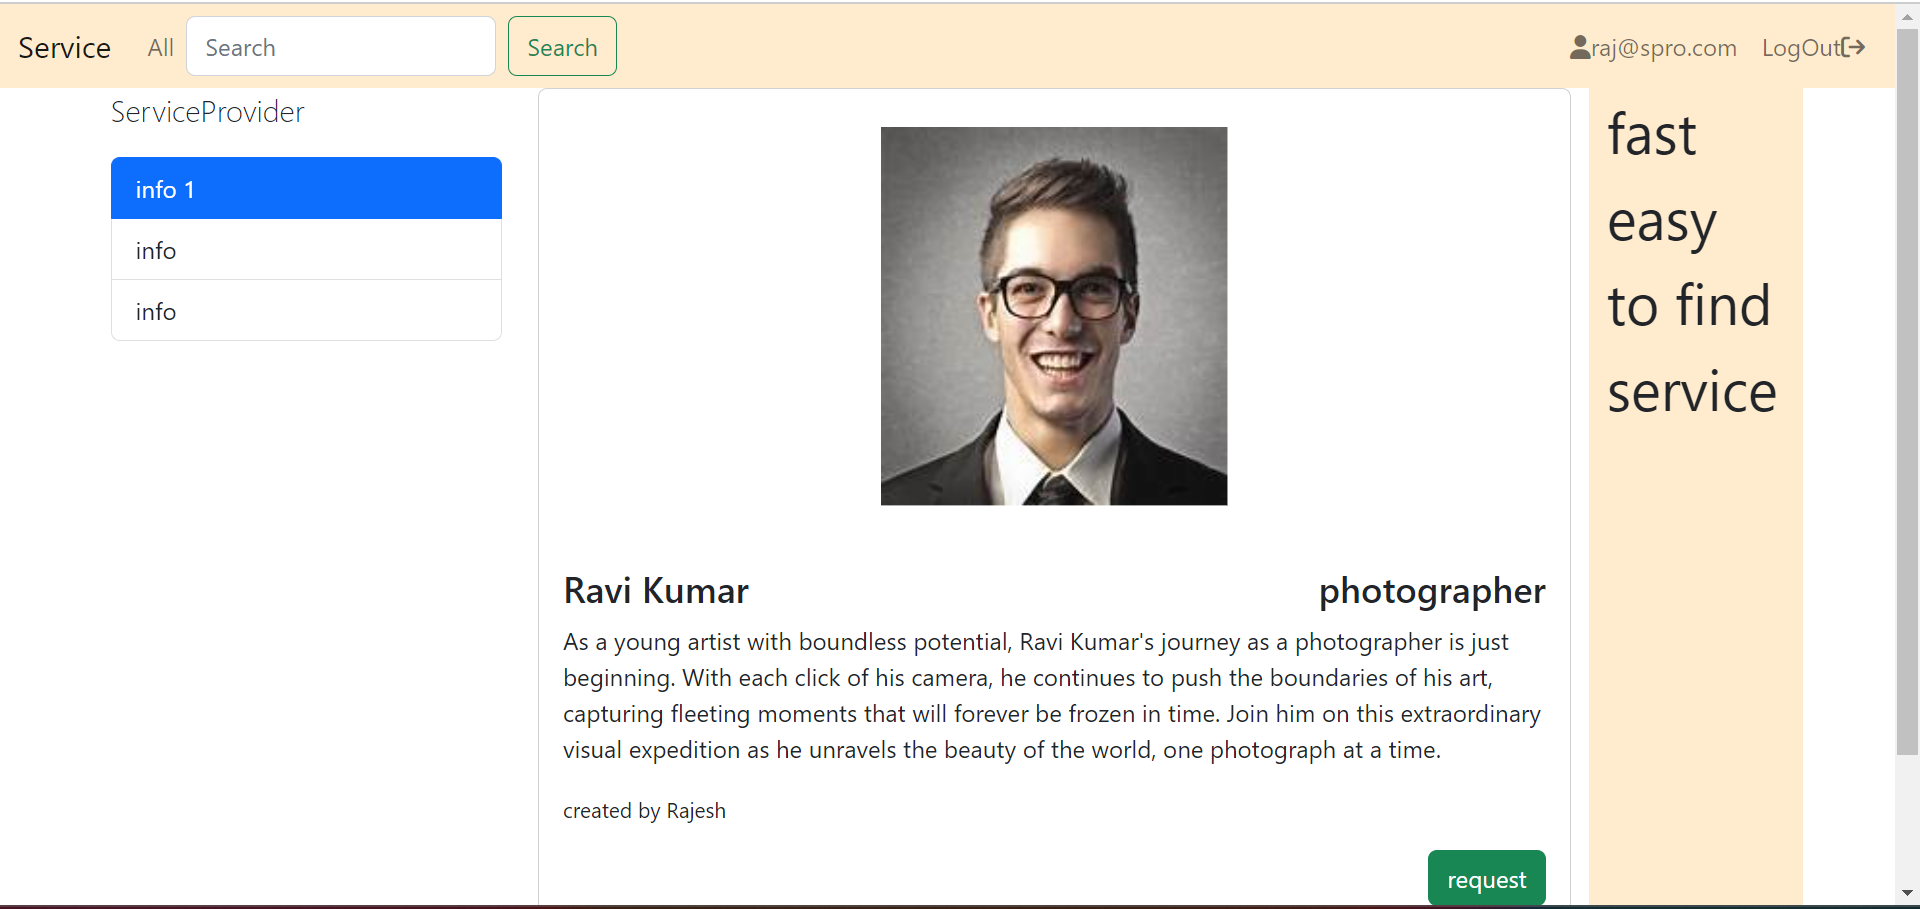 Service All Search Search raj@spro.com LogOut
ServiceProvider
info 1
info
info
Ravi Kumar photographer
As a young artist with boundless potential, Ravi Kumar's journey as a photographer is just
beginning. With each click of his camera, he continues to push the boundaries of his art,
capturing fleeting moments that will forever be frozen in time. Join him on this extraordinary
visual expedition as he unravels the beauty of the world, one photograph at a time.
created by Rajesh
request
fast
easy
to find
service